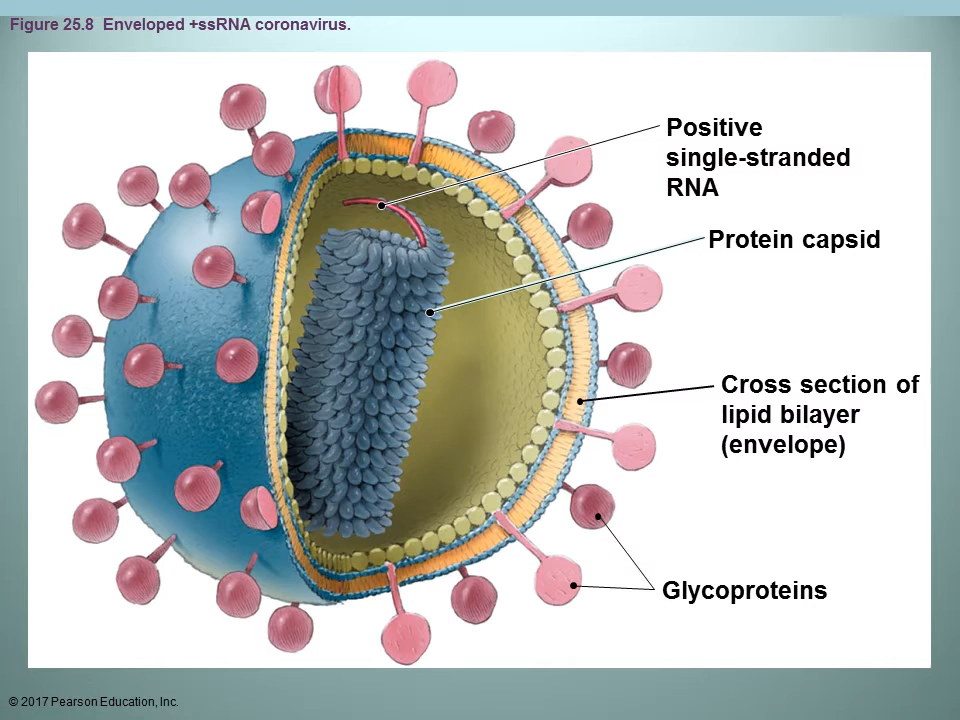 Figure 25.8  Enveloped +ssRNA coronavirus.
Positive
single-stranded
RNA
Protein capsid
Cross section of
lipid bilayer
(envelope)
Glycoproteins
© 2017 Pearson Education, Inc.